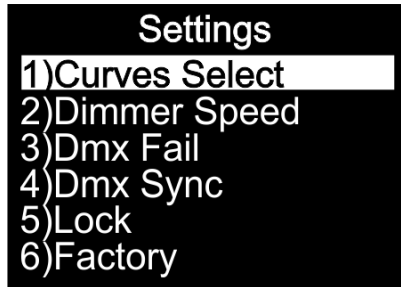 Settings
1)Curves Select
2)Dimmer Speed
3)Dmx Fail
4)Dmx Sync
5)Lock
6)Factory